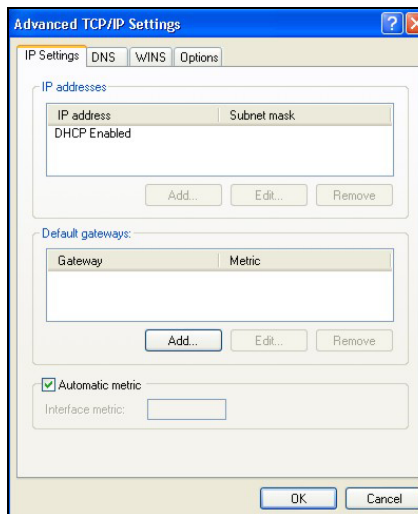 Advanced TCP/IP Settings
IP Settings DNS WINS Options
IP addresses
IP address Subnet mask
DHCP Enabled
Add... Edit... Remove
Default gateways:
Gateway Metric
Add... Edit... Remove
Automatic metric
Interface metric:
OK Cancel